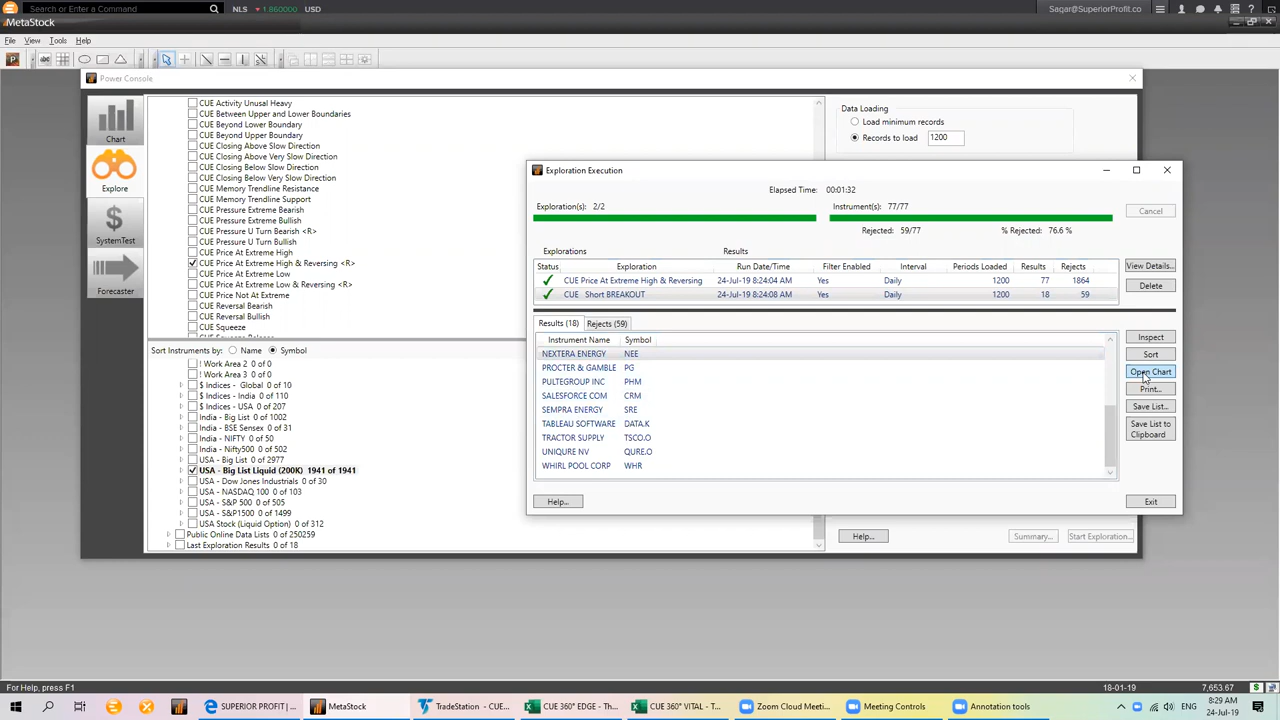 Search or Enter a Command
NLS
1.860000
USD
Sagar@SuperiorProfit.co
MetaStock
File View Tools Help
P
abc
Power Console
Chart
Explore
SystemTest
Forecaster
CUE Activity Unusal Heavy
CUE Between Upper and Lower Boundaries
CUE Beyond Lower Boundary
CUE Beyond Upper Boundary
CUE Closing Above Slow Direction
CUE Closing Above Very Slow Direction
CUE Closing Below Slow Direction
CUE Closing Below Very Slow Direction
CUE Memory Trendline Resistance
CUE Memory Trendline Support
CUE Pressure Extreme Bearish
CUE Pressure Extreme Bullish
CUE Pressure U Turn Bearish <R>
CUE Pressure U Turn Bullish
CUE Price At Extreme High
CUE Price At Extreme High & Reversing <R>
CUE Price At Extreme Low
CUE Price At Extreme Low & Reversing <R>
CUE Price Not At Extreme
CUE Reversal Bearish
CUE Reversal Bullish
CUE Squeeze
Sort Instruments by: Name Symbol
! Work Area 2 0 of 0
! Work Area 3 0 of 0
$ Indices - Global 0 of 10
$ Indices - India 0 of 110
$ Indices - USA 0 of 207
India - Big List 0 of 1002
India - BSE Sensex 0 of 31
India - NIFTY 0 of 50
India - Nifty500 0 of 502
USA - Big List 0 of 2977
USA - Big List Liquid (200K) 1941 of 1941
USA - Dow Jones Industrials 0 of 30
USA - NASDAQ 100 0 of 103
USA - S&P 500 0 of 505
USA - S&P1500 0 of 1499
USA Stock (Liquid Option) 0 of 312
Public Online Data Lists 0 of 250259
Last Exploration Results 0 of 18
Data Loading
Load minimum records
Records to load 1200
Help...
Summary...
Start Exploration...
Exploration Execution
Elapsed Time: 00:01:32
Exploration(s): 2/2
Instrument(s): 77/77
Rejected: 59/77
% Rejected: 76.6 %
Cancel
Explorations
Results
Status Exploration Run Date/Time Filter Enabled Interval Periods Loaded Results Rejects
CUE Price At Extreme High & Reversing 24-Jul-19 8:24:04 AM Yes Daily 1200 77 1864
CUE Short BREAKOUT 24-Jul-19 8:24:08 AM Yes Daily 1200 18 59
View Details...
Delete
Results (18)
Rejects (59)
Instrument Name Symbol
NEXTERA ENERGY NEE
PROCTER & GAMBLE PG
PULTEGROUP INC PHM
SALESFORCE COM CRM
SEMPRA ENERGY SRE
TABLEAU SOFTWARE DATA.K
TRACTOR SUPPLY TSCO.O
UNIQURE NV QURE.O
WHIRL POOL CORP WHR
Inspect
Sort
Open Chart
Print...
Save List...
Save List to
Clipboard
Help...
Exit
For Help, press F1
18-01-19
7,653.67
SUPERIOR PROFIT | ...
MetaStock
TradeStation - CUE...
CUE 360° EDGE - Th...
CUE 360° VITAL - T...
Zoom Cloud Meeti...
Meeting Controls
Annotation tools
ENG
8:29 AM
24-Jul-19